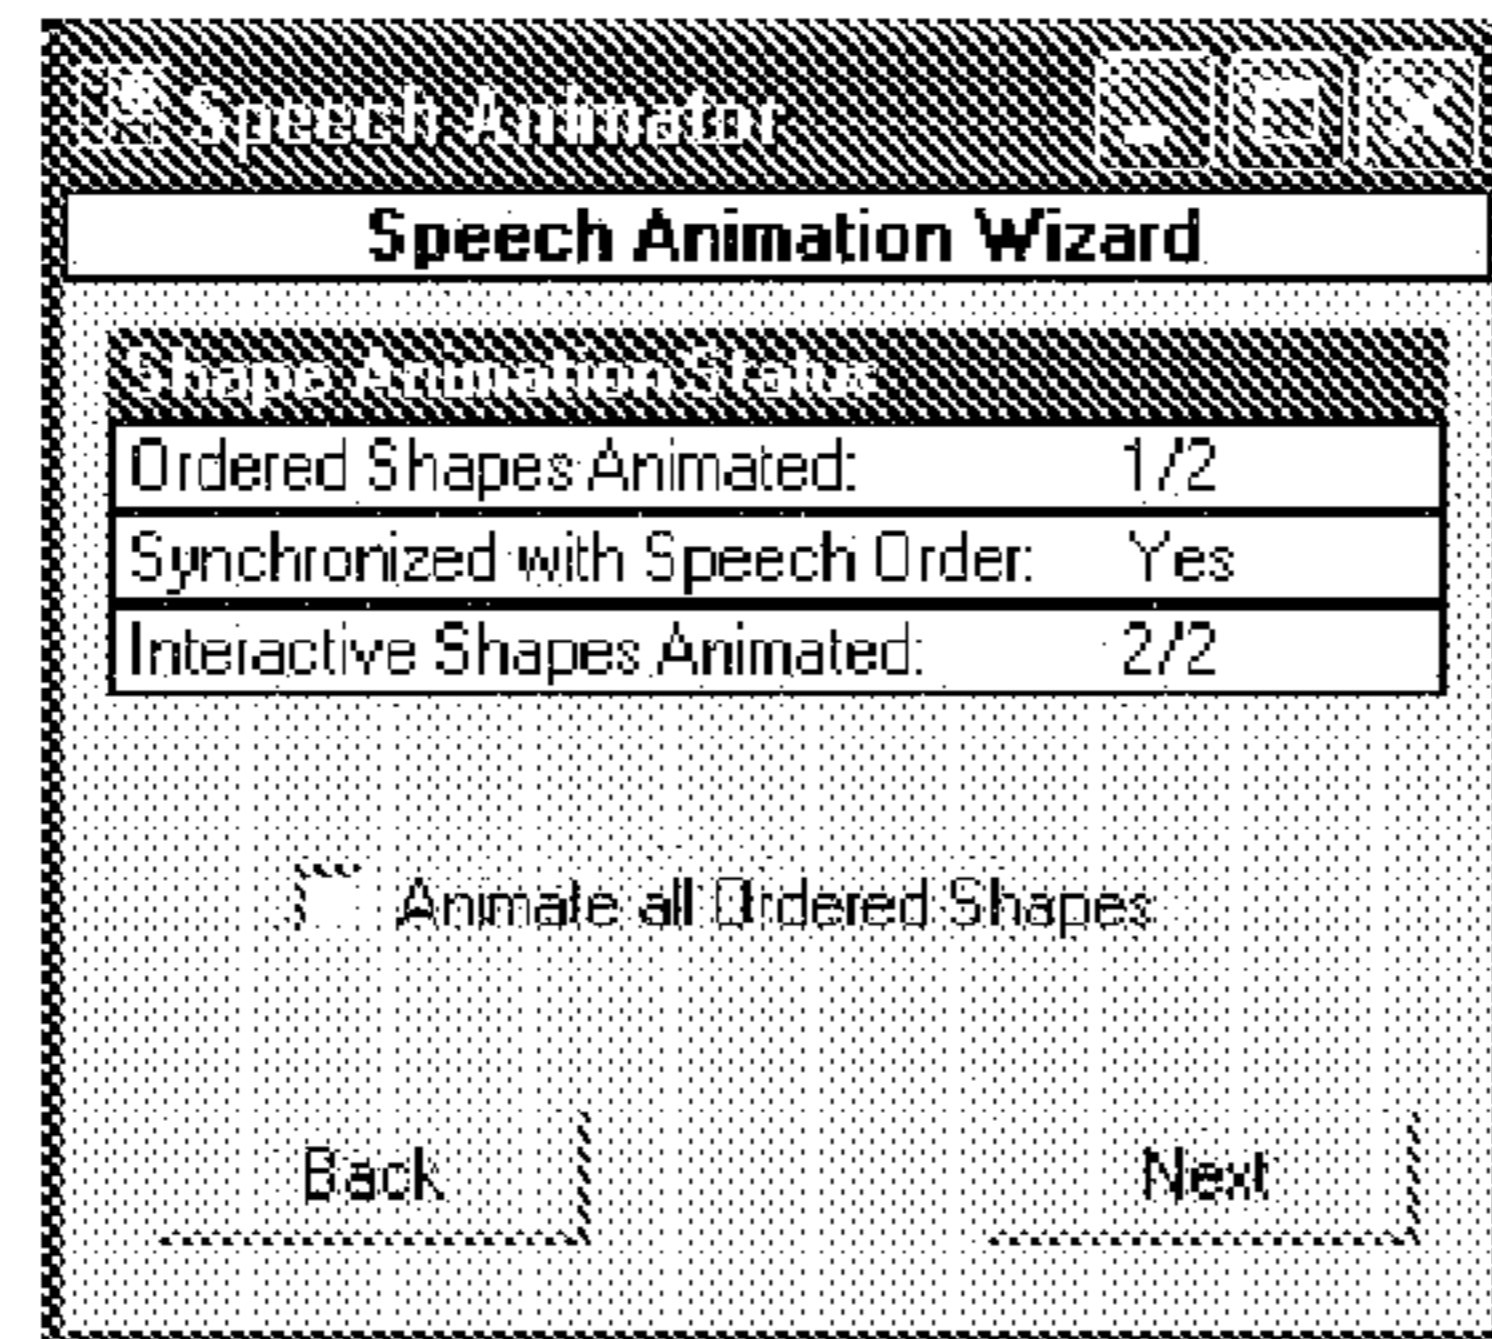 Speech Animator
Speech Animation Wizard
Shape Animation Status
Ordered Shapes Animated: 1/2
Synchronized with Speech Order: Yes
Interactive Shapes Animated: 2/2
Animate all Ordered Shapes
Back Next